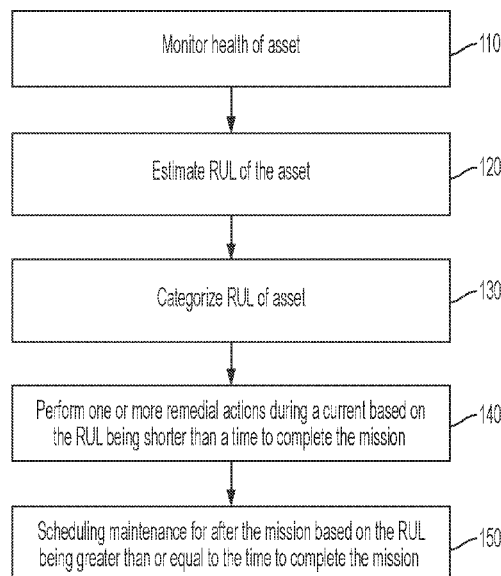 Monitor health of asset
110
Estimate RUL of the asset
120
Categorize RUL of asset
130
Perform one or more remedial actions during a current based on
the RUL being shorter than a time to complete the mission
140
Scheduling maintenance for after the mission based on the RUL
being greater than or equal to the time to complete the mission
150